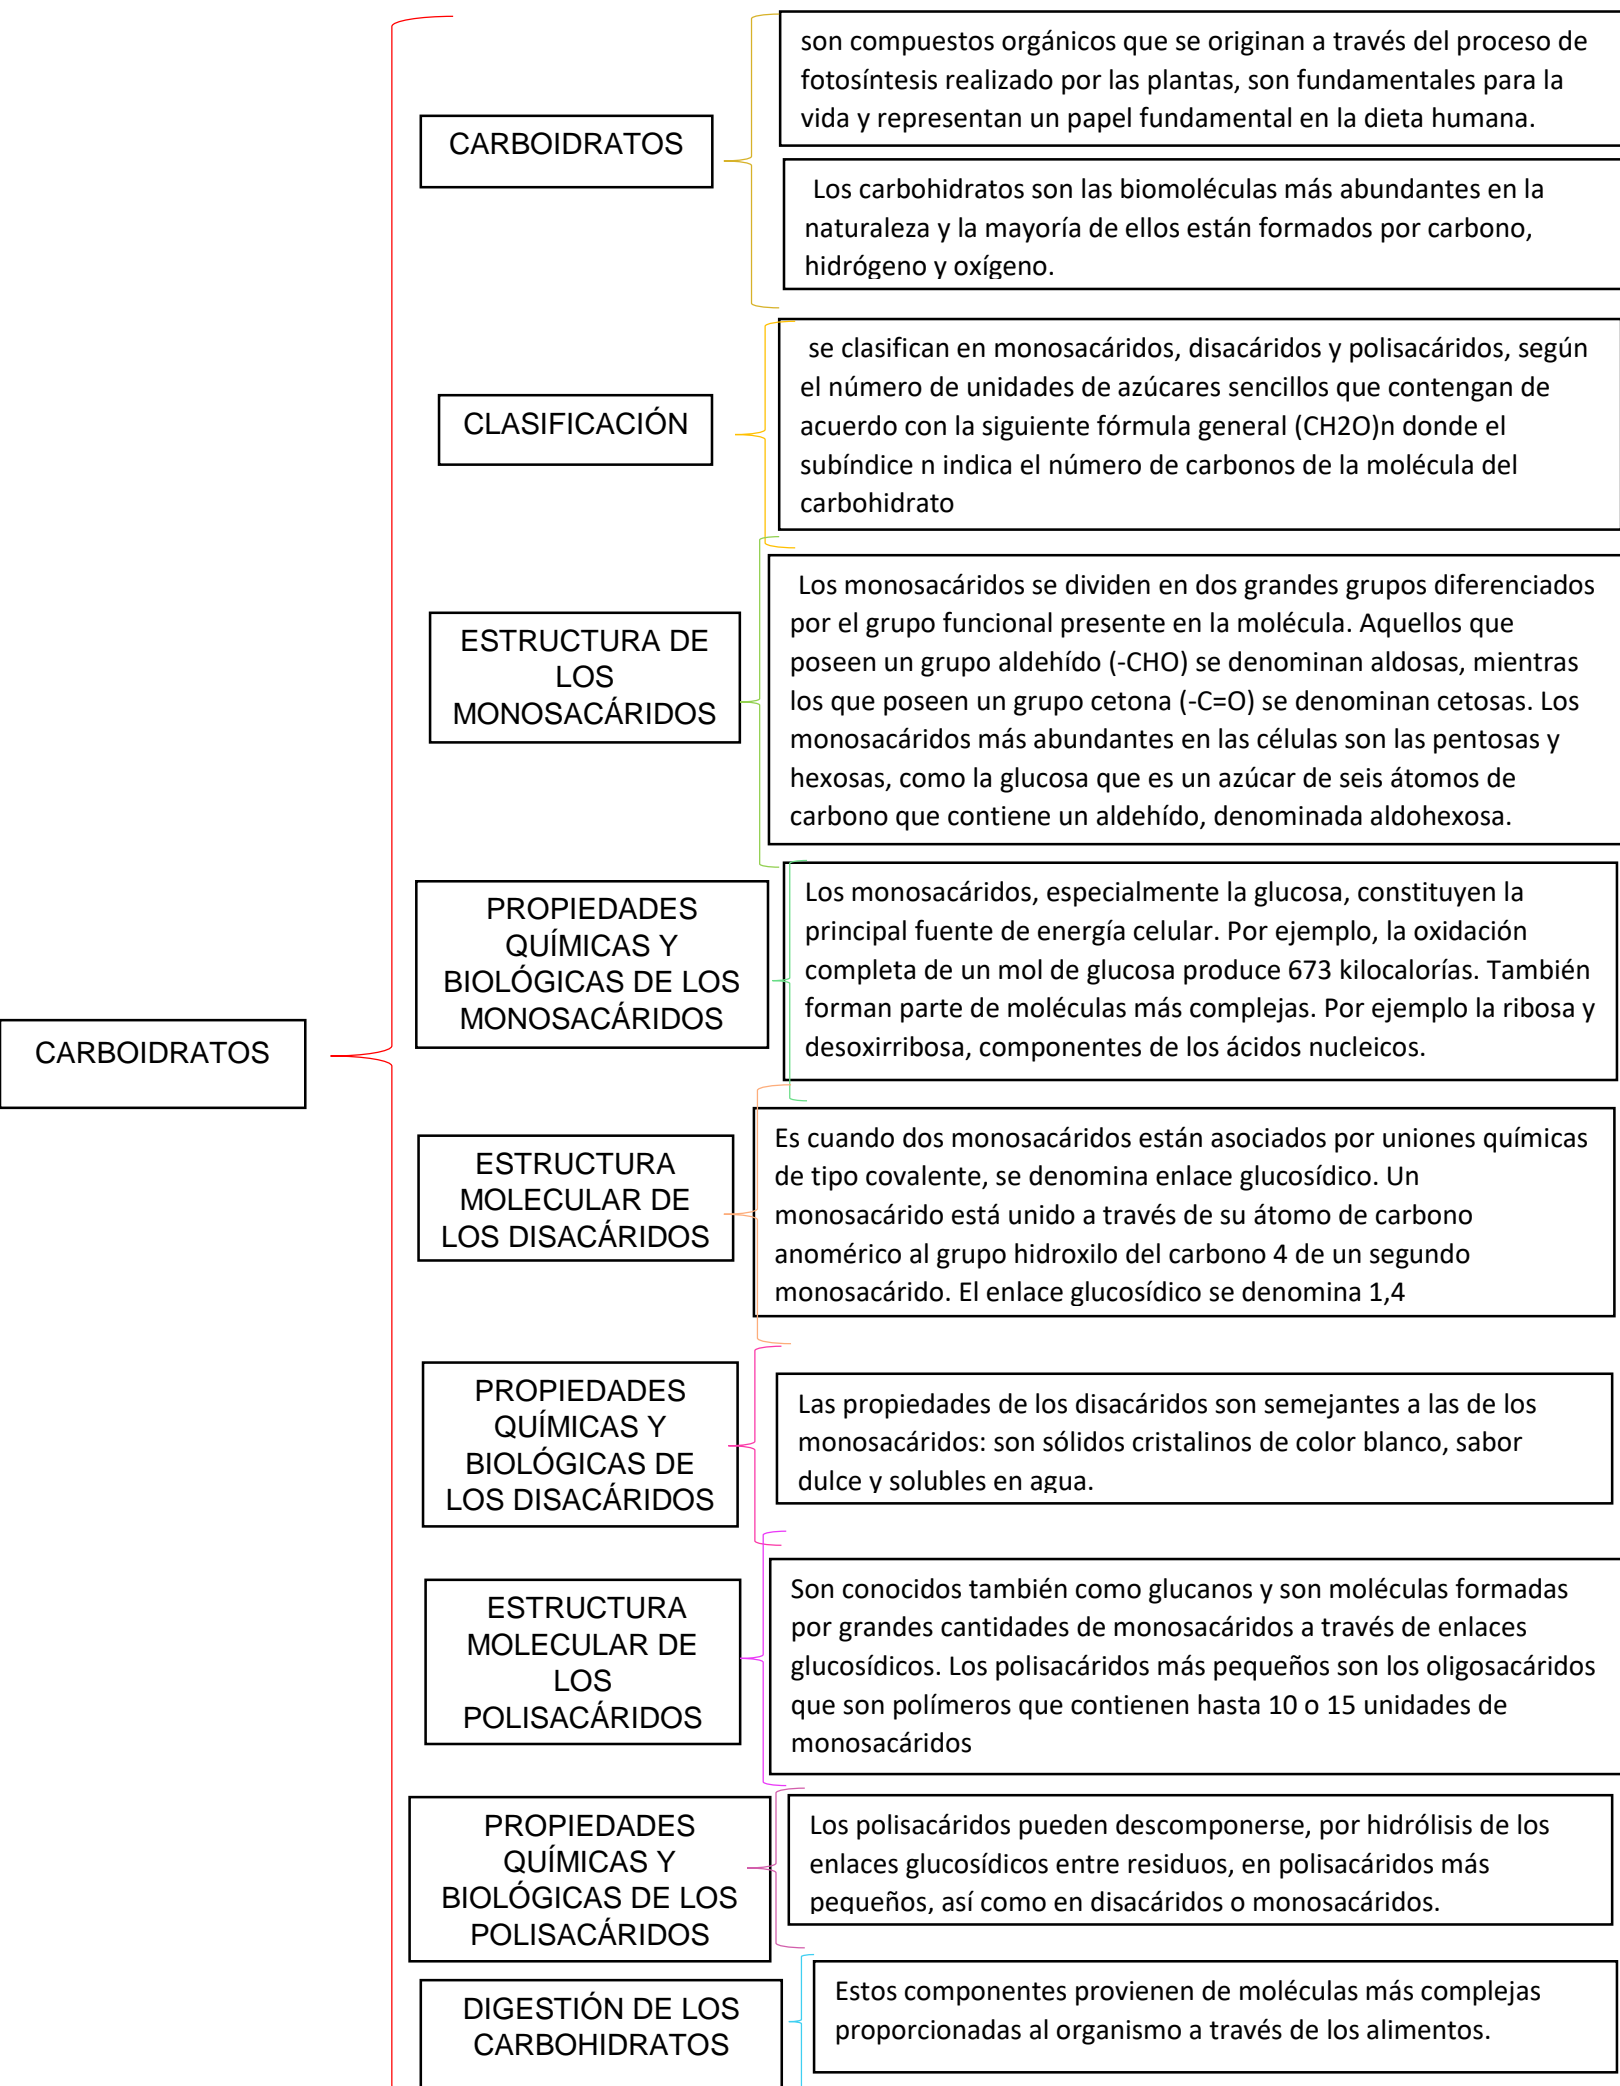 CARBOIDRATOS
CARBOIDRATOS
son compuestos orgánicos que se originan a través del proceso de
fotosíntesis realizado por las plantas, son fundamentales para la
vida y representan un papel fundamental en la dieta humana.
Los carbohidratos son las biomoléculas más abundantes en la
naturaleza y la mayoría de ellos están formados por carbono,
hidrógeno y oxígeno.
CLASIFICACIÓN
se clasifican en monosacáridos, disacáridos y polisacáridos, según
el número de unidades de azúcares sencillos que contengan de
acuerdo con la siguiente fórmula general (CH2O)n donde el
subíndice n indica el número de carbonos de la molécula del
carbohidrato
ESTRUCTURA DE
LOS
MONOSACÁRIDOS
Los monosacáridos se dividen en dos grandes grupos diferenciados
por el grupo funcional presente en la molécula. Aquellos que
poseen un grupo aldehído (-CHO) se denominan aldosas, mientras
los que poseen un grupo cetona (-C=O) se denominan cetosas. Los
monosacáridos más abundantes en las células son las pentosas y
hexosas, como la glucosa que es un azúcar de seis átomos de
carbono que contiene un aldehído, denominada aldohexosa.
PROPIEDADES
QUÍMICAS Y
BIOLÓGICAS DE LOS
MONOSACÁRIDOS
Los monosacáridos, especialmente la glucosa, constituyen la
principal fuente de energía celular. Por ejemplo, la oxidación
completa de un mol de glucosa produce 673 kilocalorías. También
forman parte de moléculas más complejas. Por ejemplo la ribosa y
desoxirribosa, componentes de los ácidos nucleicos.
ESTRUCTURA
MOLECULAR DE
LOS DISACÁRIDOS
Es cuando dos monosacáridos están asociados por uniones químicas
de tipo covalente, se denomina enlace glucosídico. Un
monosacárido está unido a través de su átomo de carbono
anomérico al grupo hidroxilo del carbono 4 de un segundo
monosacárido. El enlace glucosídico se denomina 1,4
PROPIEDADES
QUÍMICAS Y
BIOLÓGICAS DE
LOS DISACÁRIDOS
Las propiedades de los disacáridos son semejantes a las de los
monosacáridos: son sólidos cristalinos de color blanco, sabor
dulce y solubles en agua.
ESTRUCTURA
MOLECULAR DE
LOS
POLISACÁRIDOS
Son conocidos también como glucanos y son moléculas formadas
por grandes cantidades de monosacáridos a través de enlaces
glucosídicos. Los polisacáridos más pequeños son los oligosacáridos
que son polímeros que contienen hasta 10 o 15 unidades de
monosacáridos
PROPIEDADES
QUÍMICAS Y
BIOLÓGICAS DE LOS
POLISACÁRIDOS
Los polisacáridos pueden descomponerse, por hidrólisis de los
enlaces glucosídicos entre residuos, en polisacáridos más
pequeños, así como en disacáridos o monosacáridos.
DIGESTIÓN DE LOS
CARBOHIDRATOS
Estos componentes provienen de moléculas más complejas
proporcionadas al organismo a través de los alimentos.